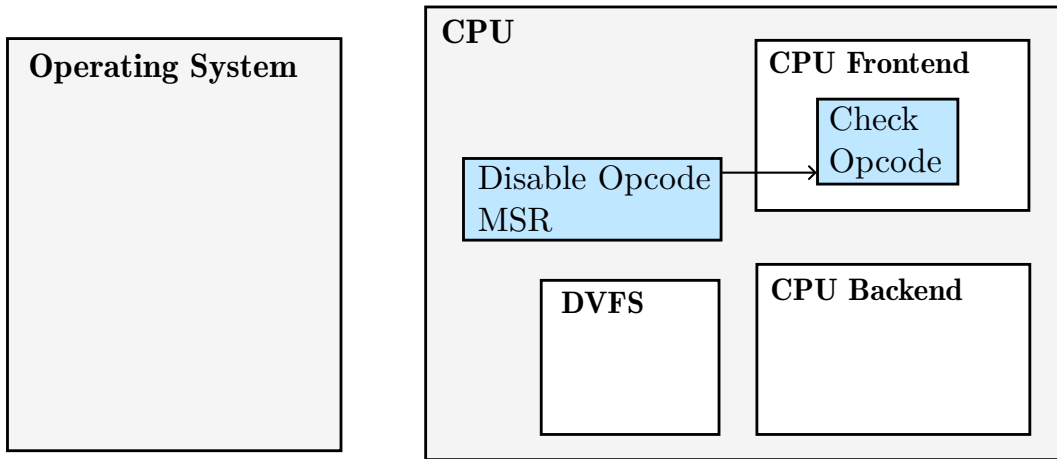 Operating System
CPU
CPU Frontend
Check
Opcode
Disable Opcode
MSR
DVFS
CPU Backend